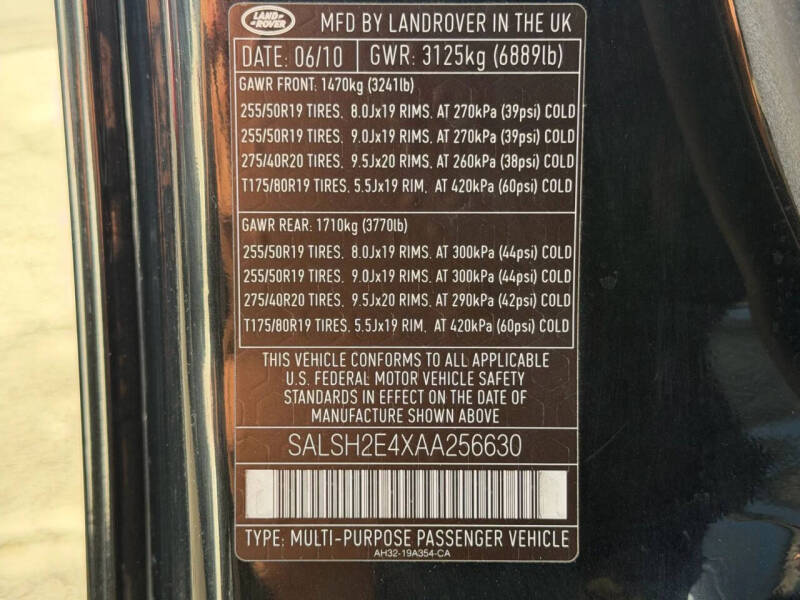 LAND ROVER MFD BY LANDROVER IN THE UK
DATE: 06/10 GWR: 3125kg (6889lb)
GAWR FRONT: 1470kg (3241lb)
255/50R19 TIRES, 8.0Jx19 RIMS, AT 270kPa (39psi) COLD
255/50R19 TIRES, 9.0Jx19 RIMS, AT 270kPa (39psi) COLD
275/40R20 TIRES, 9.5Jx20 RIMS, AT 260kPa (38psi) COLD
T175/80R19 TIRES, 5.5Jx19 RIM, AT 420kPa (60psi) COLD
GAWR REAR: 1710kg (3770lb)
255/50R19 TIRES, 8.0Jx19 RIMS, AT 300kPa (44psi) COLD
255/50R19 TIRES, 9.0Jx19 RIMS, AT 300kPa (44psi) COLD
275/40R20 TIRES, 9.5Jx20 RIMS, AT 290kPa (42psi) COLD
T175/80R19 TIRES, 5.5Jx19 RIM, AT 420kPa (60psi) COLD
THIS VEHICLE CONFORMS TO ALL APPLICABLE
U.S. FEDERAL MOTOR VEHICLE SAFETY
STANDARDS IN EFFECT ON THE DATE OF
MANUFACTURE SHOWN ABOVE
SALSH2E4XAA256630
TYPE: MULTI-PURPOSE PASSENGER VEHICLE
AH32-19A354-CA